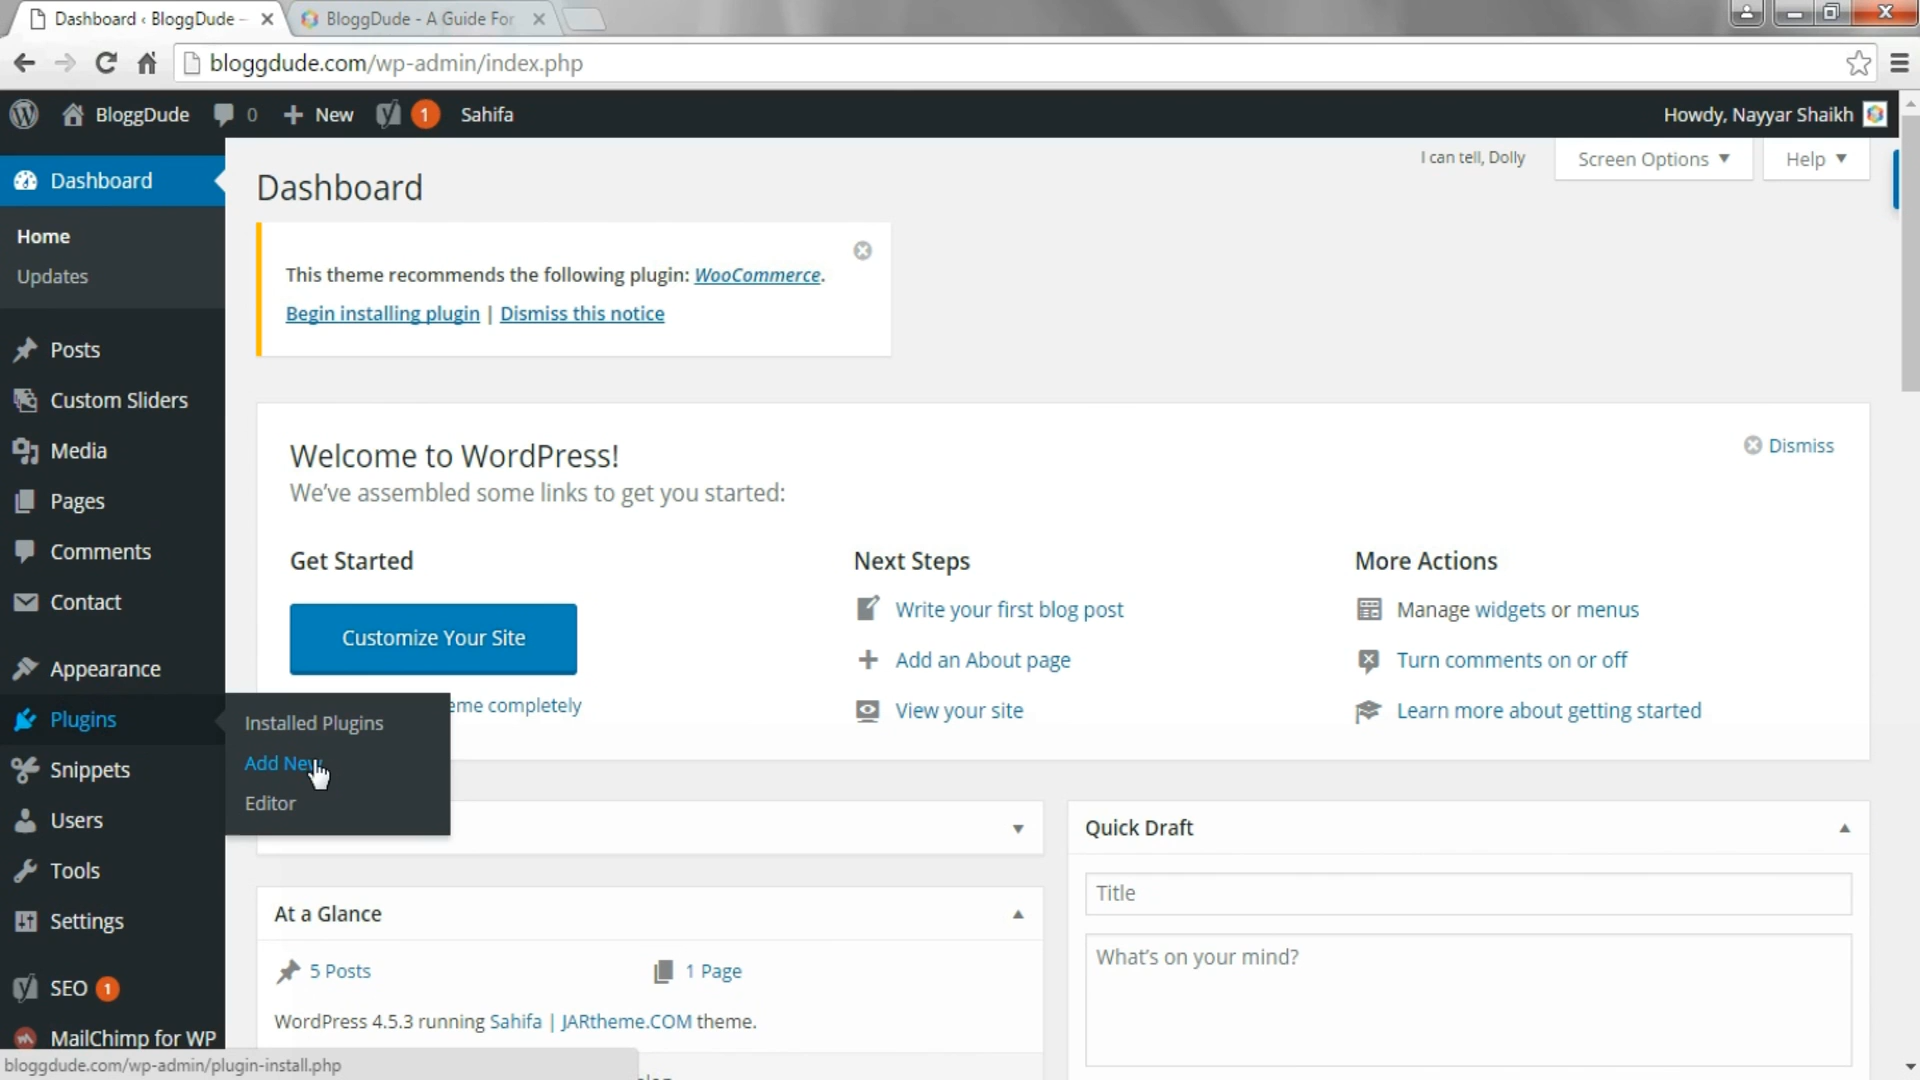 Dashboard ‹ BloggDude -
BloggDude - A Guide For
bloggdude.com/wp-admin/index.php
BloggDude 0 + New 1 Sahifa
Howdy, Nayyar Shaikh
Dashboard
Home
Updates
Posts
Custom Sliders
Media
Pages
Comments
Contact
Appearance
Plugins
Snippets
Users
Tools
Settings
SEO 1
MailChimp for WP
Installed Plugins
Add New
Editor
I can tell, Dolly
Screen Options ▼
Help ▼
Dashboard
This theme recommends the following plugin: WooCommerce.
Begin installing plugin | Dismiss this notice
Welcome to WordPress!
Dismiss
We've assembled some links to get you started:
Get Started
Customize Your Site
eme completely
Next Steps
Write your first blog post
Add an About page
View your site
More Actions
Manage widgets or menus
Turn comments on or off
Learn more about getting started
At a Glance
5 Posts
1 Page
WordPress 4.5.3 running Sahifa | JARtheme.COM theme.
Quick Draft
Title
What's on your mind?
bloggdude.com/wp-admin/plugin-install.php